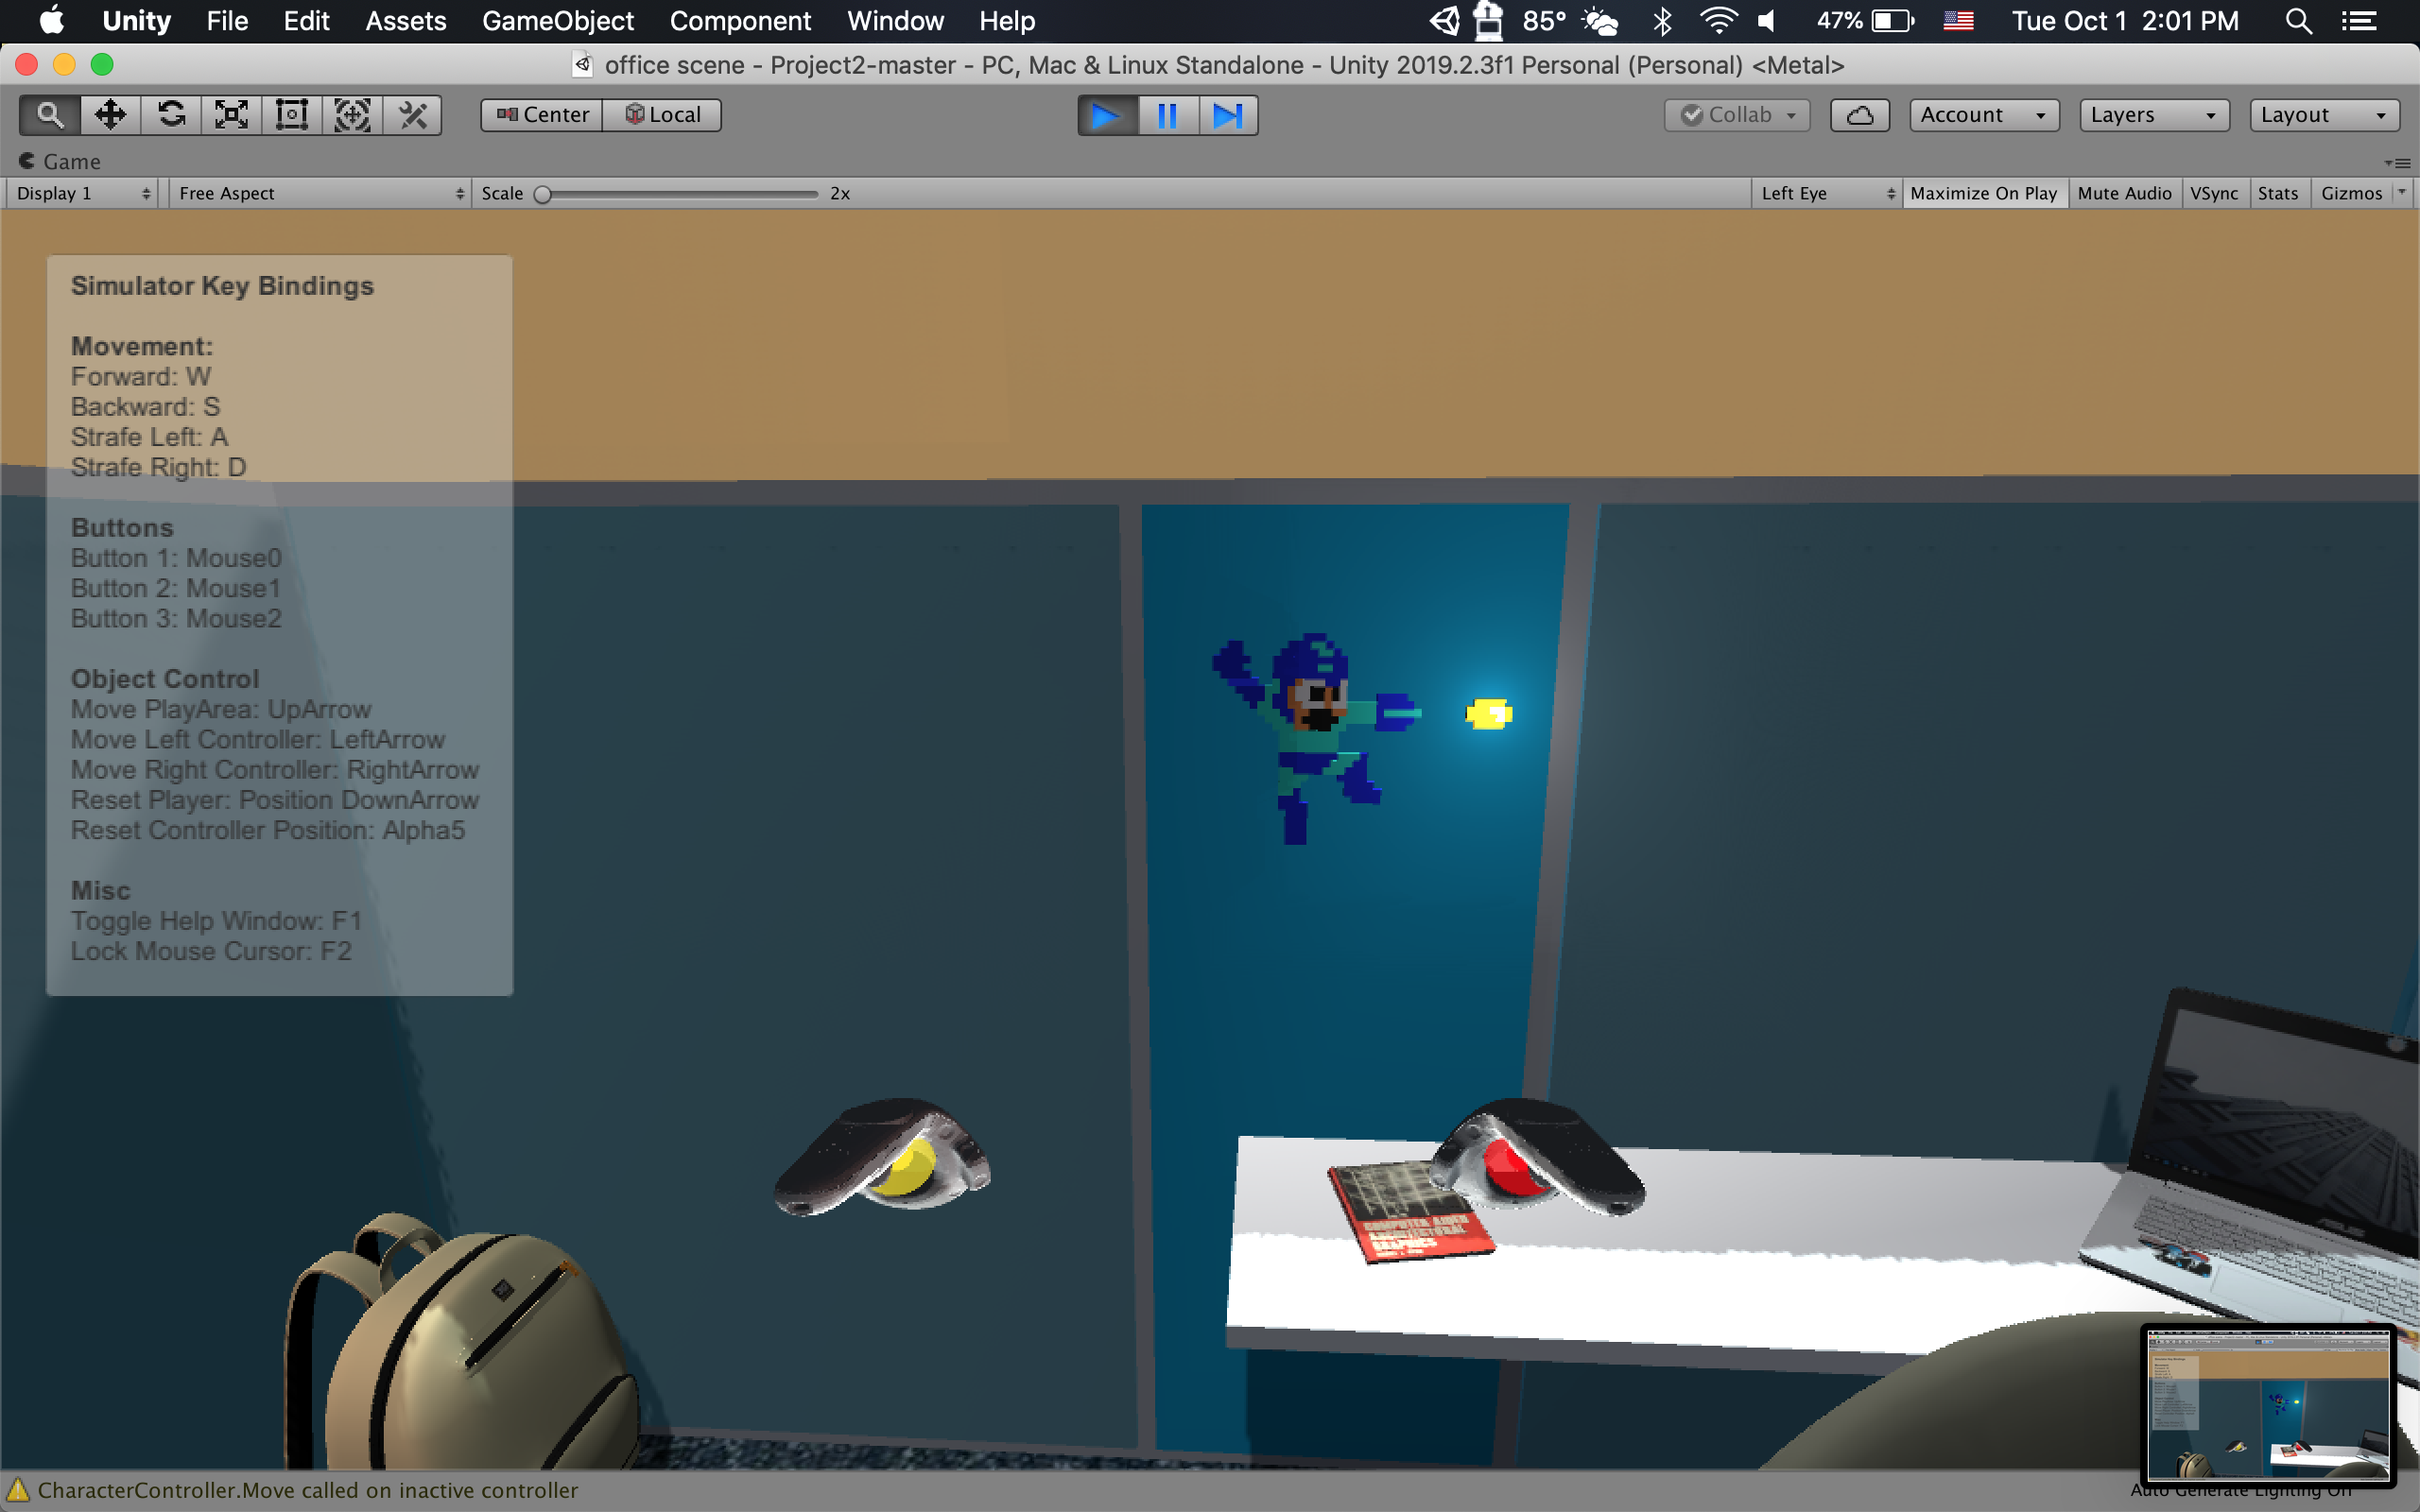 Unity File Edit Assets GameObject Component Window Help 85° 47% Tue Oct 1 2:01 PM
office scene - Project2-master - PC, Mac & Linux Standalone - Unity 2019.2.3f1 Personal (Personal) <Metal>
Center Local Collab Account Layers Layout
Game
Display 1 Free Aspect Scale 2x Left Eye Maximize On Play Mute Audio VSync Stats Gizmos
Simulator Key Bindings
Movement:
Forward: W
Backward: S
Strafe Left: A
Strafe Right: D
Buttons
Button 1: Mouse0
Button 2: Mouse1
Button 3: Mouse2
Object Control
Move PlayArea: UpArrow
Move Left Controller: LeftArrow
Move Right Controller: RightArrow
Reset Player: Position DownArrow
Reset Controller Position: Alpha5
Misc
Toggle Help Window: F1
Lock Mouse Cursor: F2
COMPUTER AIDED
ARCHITECTURAL
GRAPHICS
CharacterController.Move called on inactive controller
Auto Generate Lighting Off